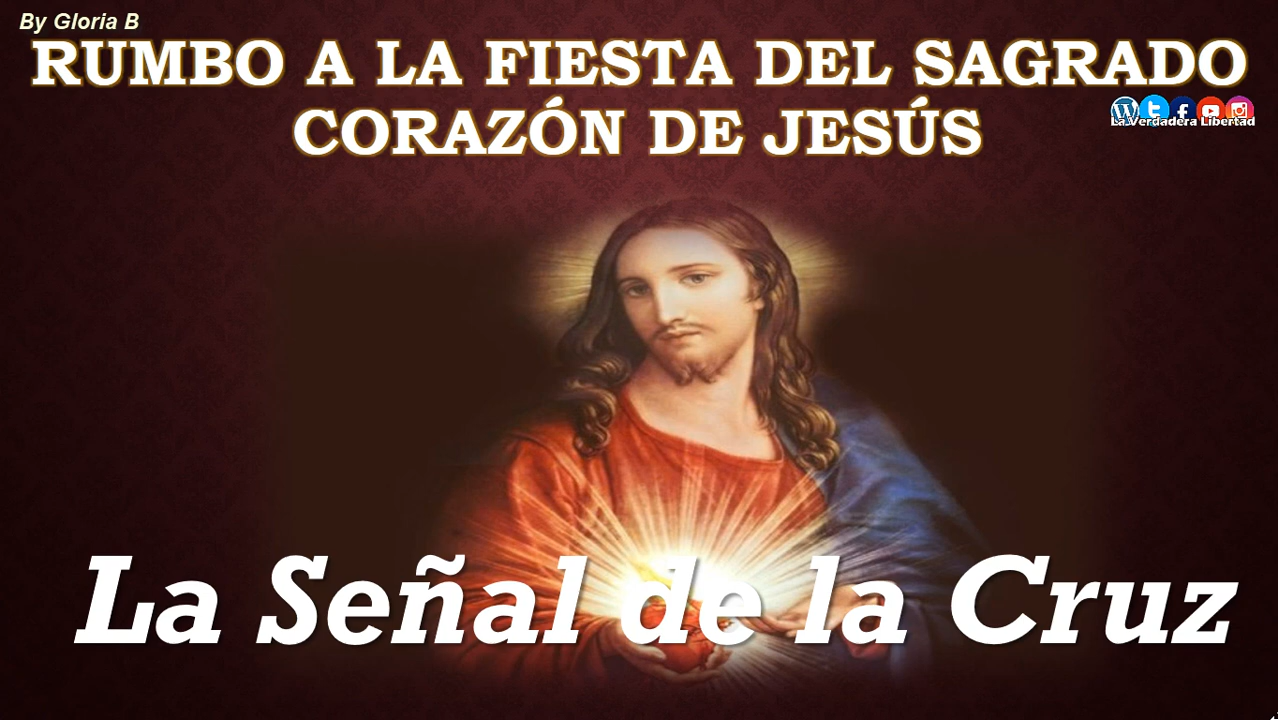 By Gloria B
RUMBO A LA FIESTA DEL SAGRADO
CORAZÓN DE JESÚS
La Verdadera Libertad
La Señal de la Cruz